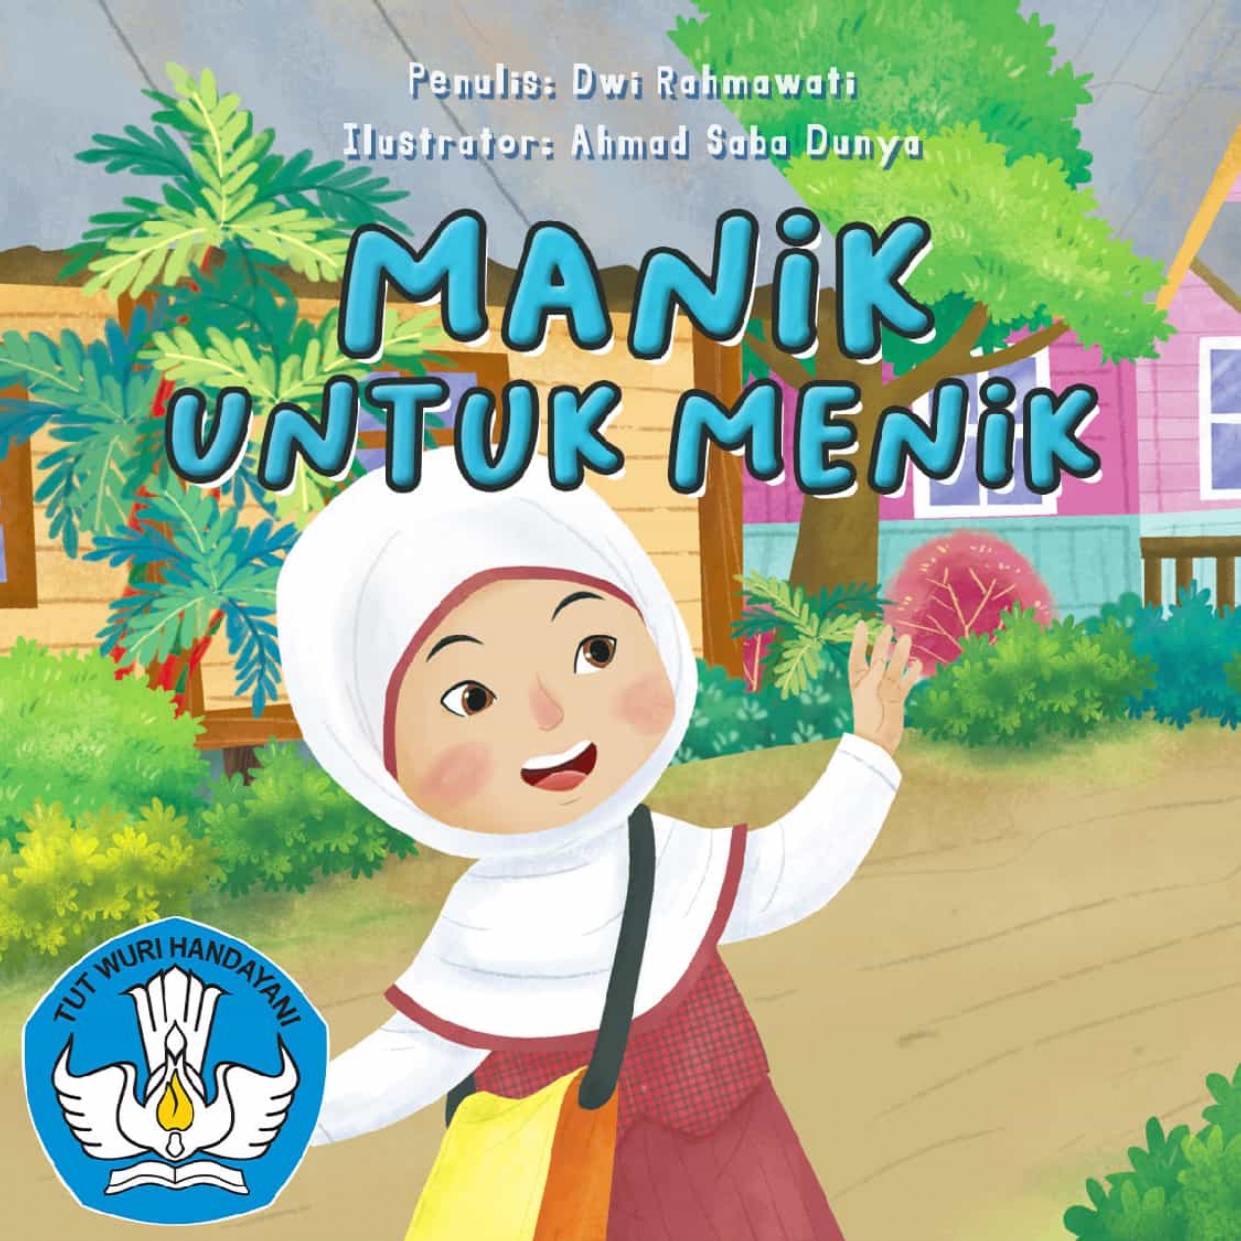 Penulis: Dwi Rahmawati
Ilustrator: Ahmad Saba Dunya
MANiK
UNTUK MENiK
TUT WURI HANDAYANI